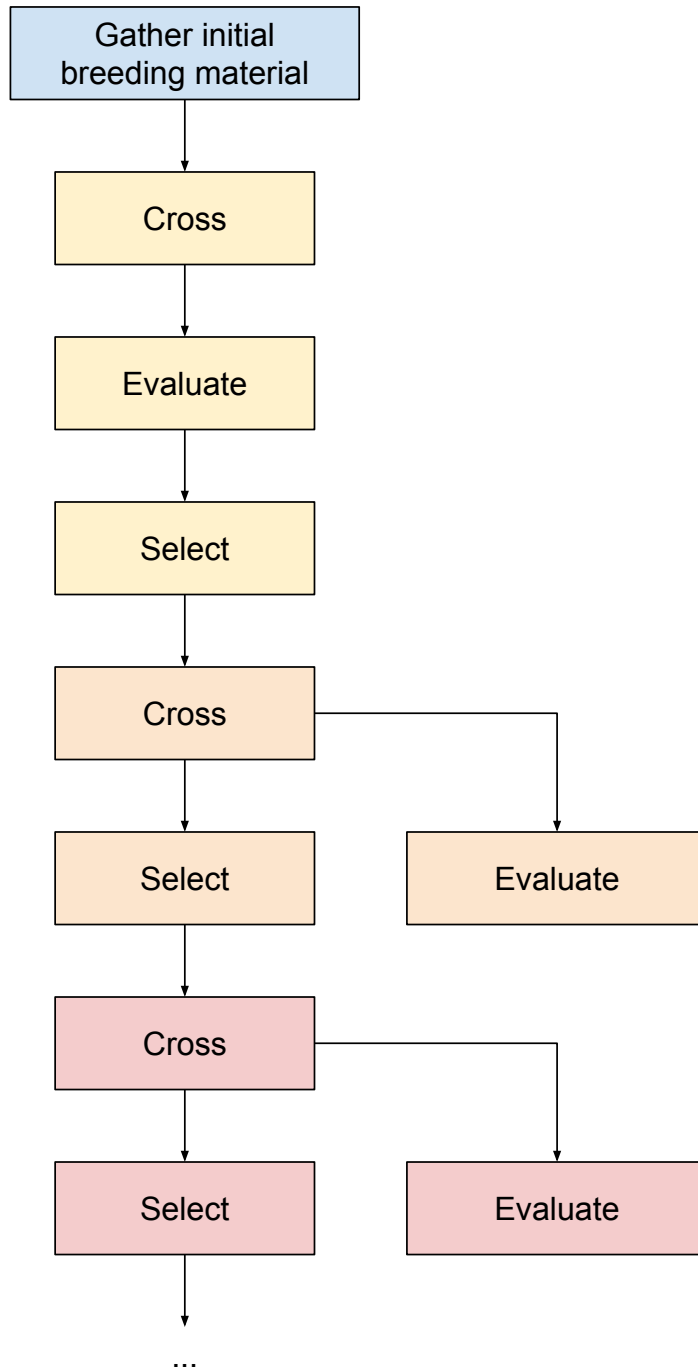 Gather initial
breeding material
Cross
Evaluate
Select
Cross
Select
Evaluate
Cross
Select
Evaluate
...